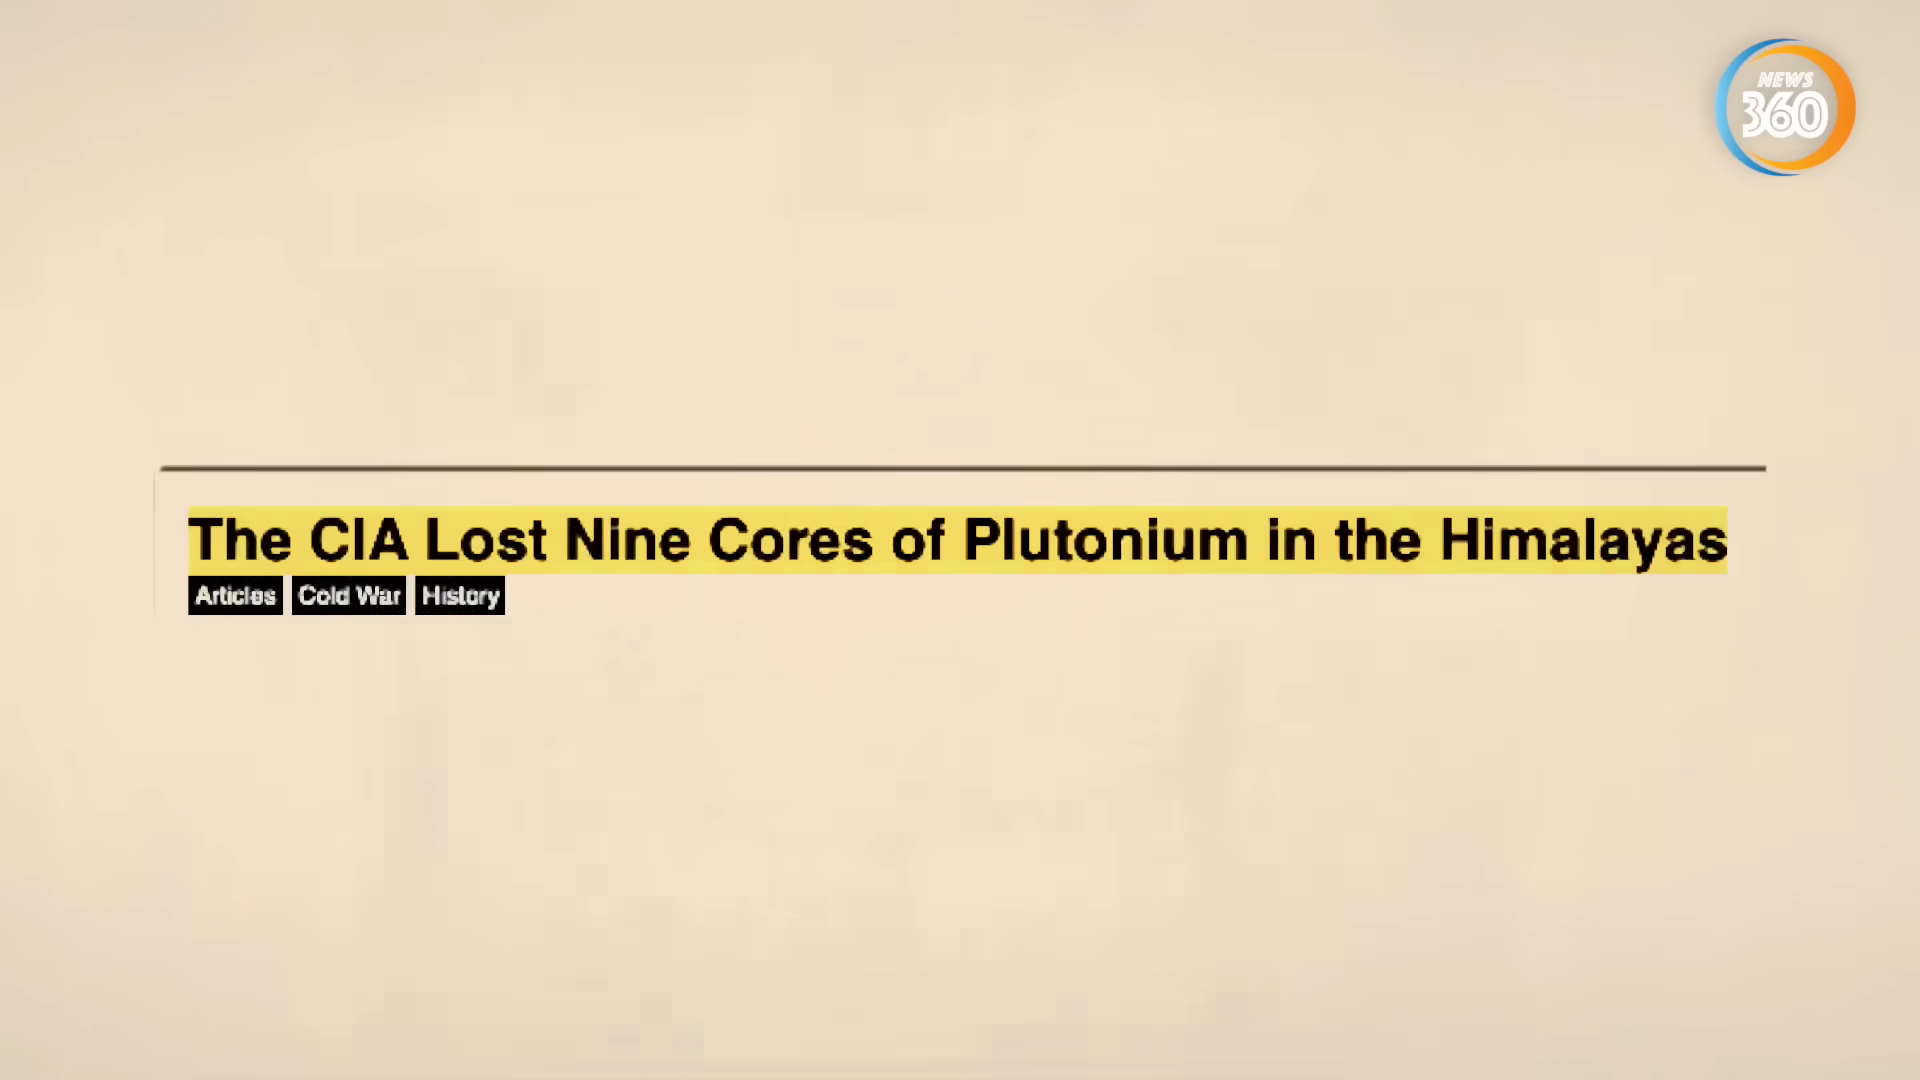 NEWS
360
The CIA Lost Nine Cores of Plutonium in the Himalayas
Articles Cold War History